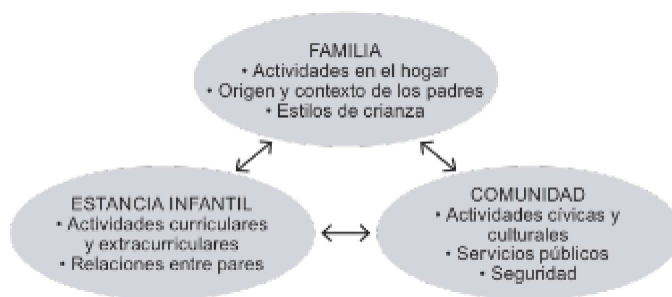 FAMILIA
• Actividades en el hogar
• Origen y contexto de los padres
• Estilos de crianza
ESTANCIA INFANTIL
• Actividades curriculares
y extracurriculares
• Relaciones entre pares
COMUNIDAD
• Actividades cívicas y
culturales
• Servicios públicos
• Seguridad